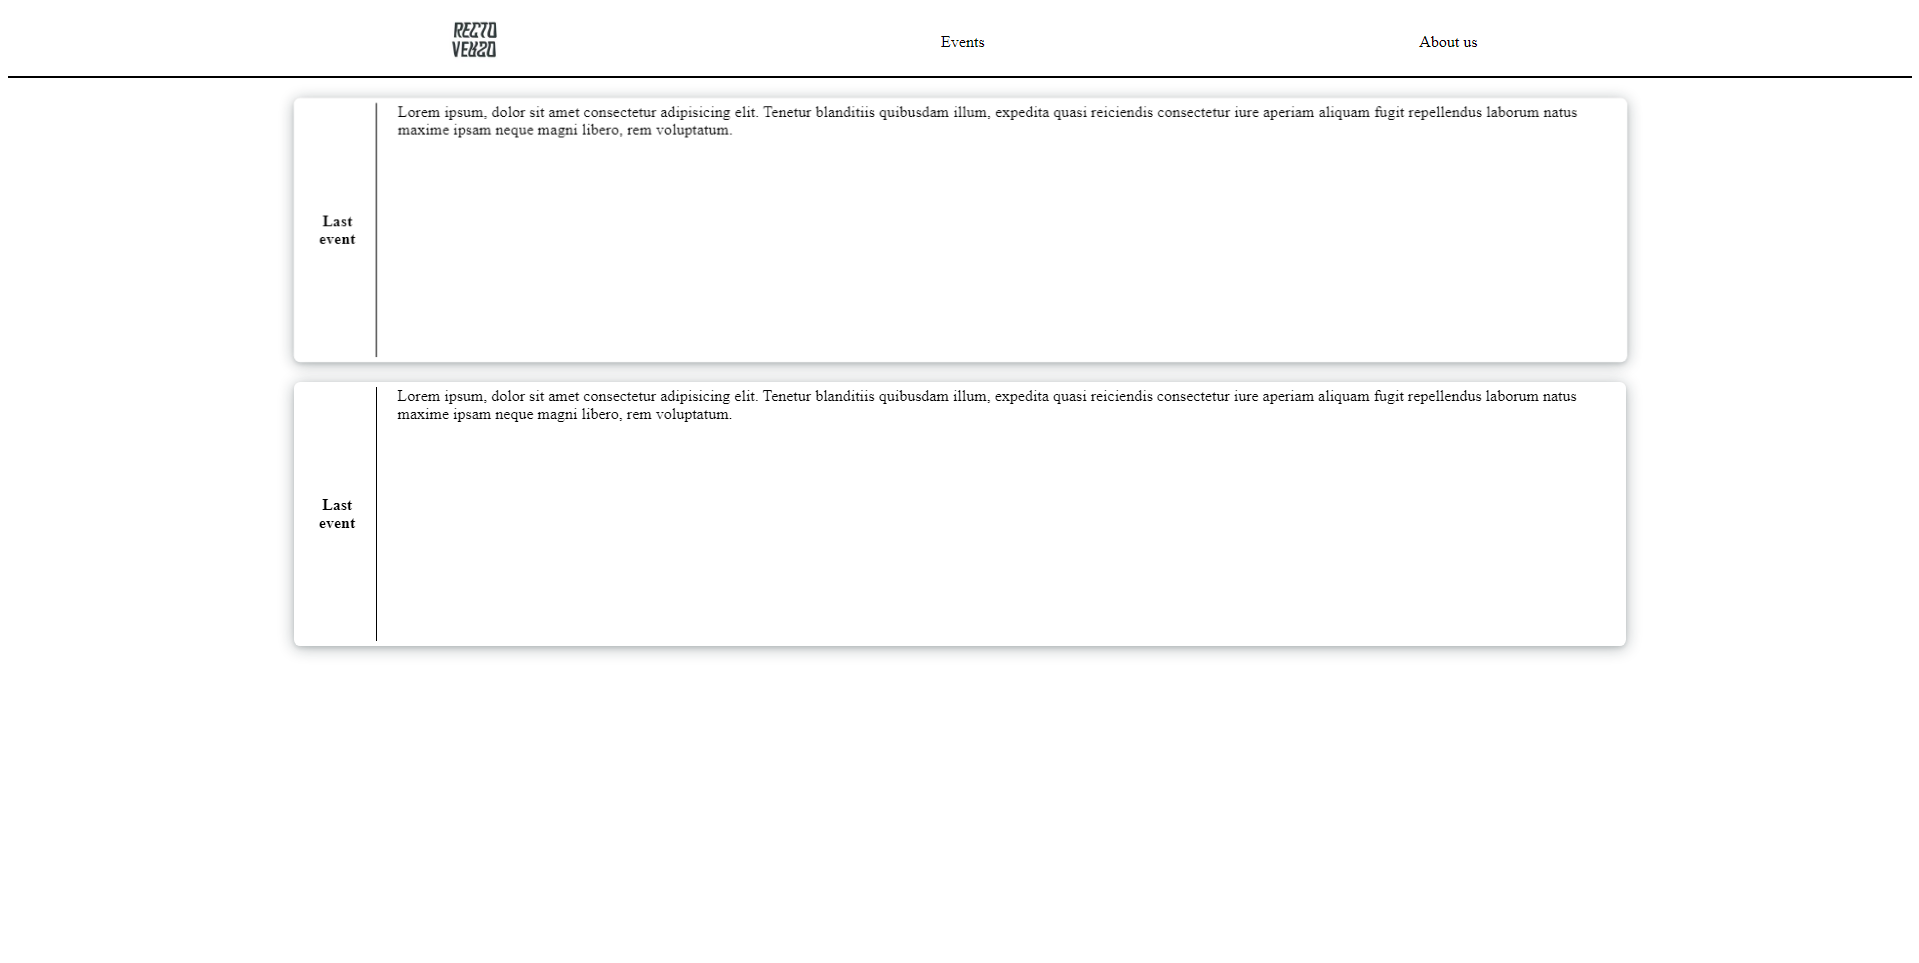 RECTO
VERSO
Events
About us
Lorem ipsum, dolor sit amet consectetur adipisicing elit. Tenetur blanditiis quibusdam illum, expedita quasi reiciendis consectetur iure aperiam aliquam fugit repellendus laborum natus
maxime ipsam neque magni libero, rem voluptatum.
Last
event
Lorem ipsum, dolor sit amet consectetur adipisicing elit. Tenetur blanditiis quibusdam illum, expedita quasi reiciendis consectetur iure aperiam aliquam fugit repellendus laborum natus
maxime ipsam neque magni libero, rem voluptatum.
Last
event